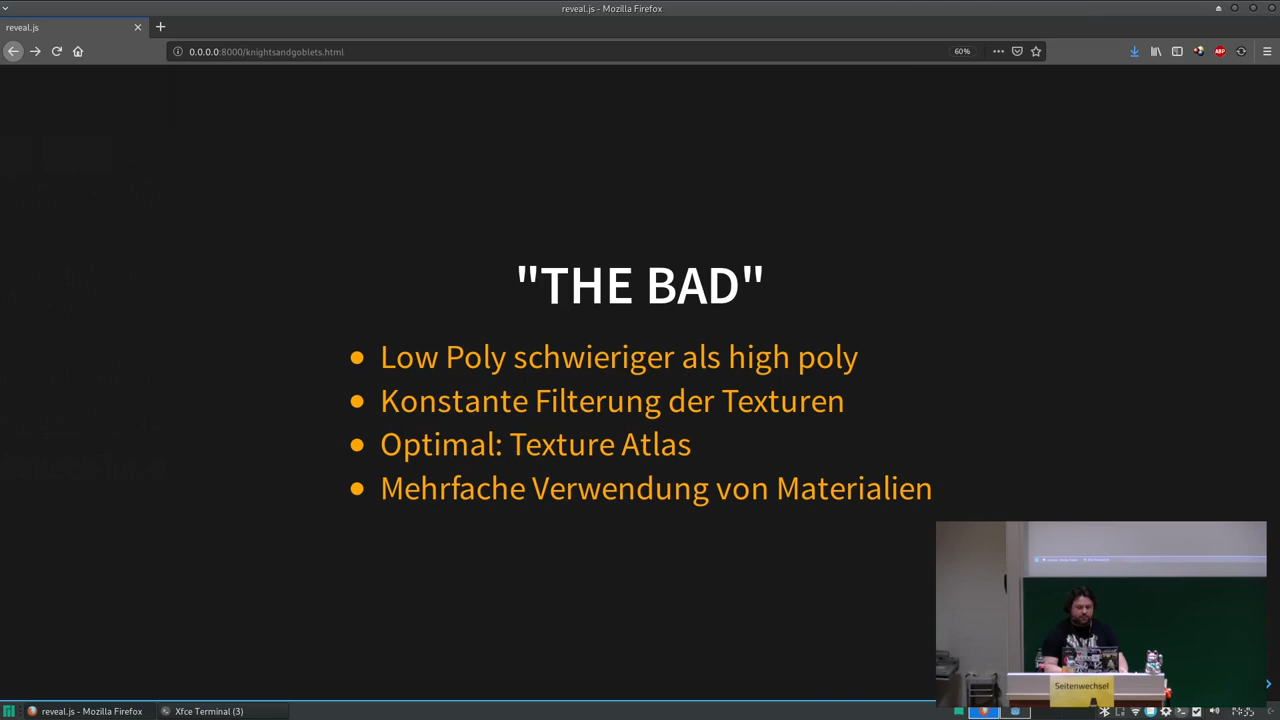 reveal.js - Mozilla Firefox
reveal.js
0.0.0.0:8000/knightsandgoblets.html
60%
ABP
"THE BAD"
Low Poly schwieriger als high poly
Konstante Filterung der Texturen
Optimal: Texture Atlas
Mehrfache Verwendung von Materialien
Seitenwechsel
reveal.js - Mozilla Firefox
Xfce Terminal (3)